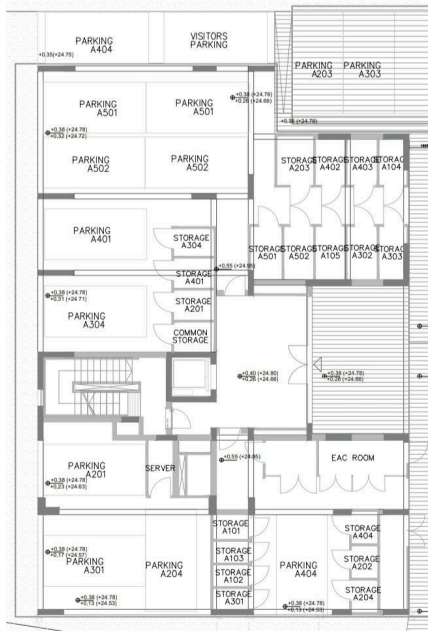 PARKING
A404
VISITORS
PARKING
+0.35(+24.75)
PARKING
A203
PARKING
A303
PARKING
A501
PARKING
A501
+0.38 (+24.78)
+0.26 (+24.66)
+0.38 (+24.78)
+0.38 (+24.78)
+0.32 (+24.72)
PARKING
A502
PARKING
A502
STORAGE
A203
STORAGE
A402
STORAGE
A403
STORAG
A104
PARKING
A401
STORAGE
A304
STORAGE
A501
STORAGE
A502
STORAGE
A105
STORAGE
A302
STORAG
A303
+0.55 (+24.95)
STORAGE
A401
+0.38 (+24.78)
+0.31 (+24.71)
STORAGE
A201
PARKING
A304
COMMON
STORAGE
+0.40 (+24.80)
+0.26 (+24.66)
+0.38 (+24.78)
+0.26 (+24.66)
PARKING
A201
SERVER
+0.55 (+24.95)
EAC ROOM
+0.38 (+24.78)
+0.23 (+24.63)
STORAGE
A101
STORAGE
A404
+0.38 (+24.78)
+0.17 (+24.57)
PARKING
A301
PARKING
A204
STORAGE
A103
STORAGE
A102
STORAGE
A301
PARKING
A404
STORAGE
A202
STORAGE
A204
+0.38 (+24.78)
+0.13 (+24.53)
+0.38 (+24.78)
+0.13 (+24.53)